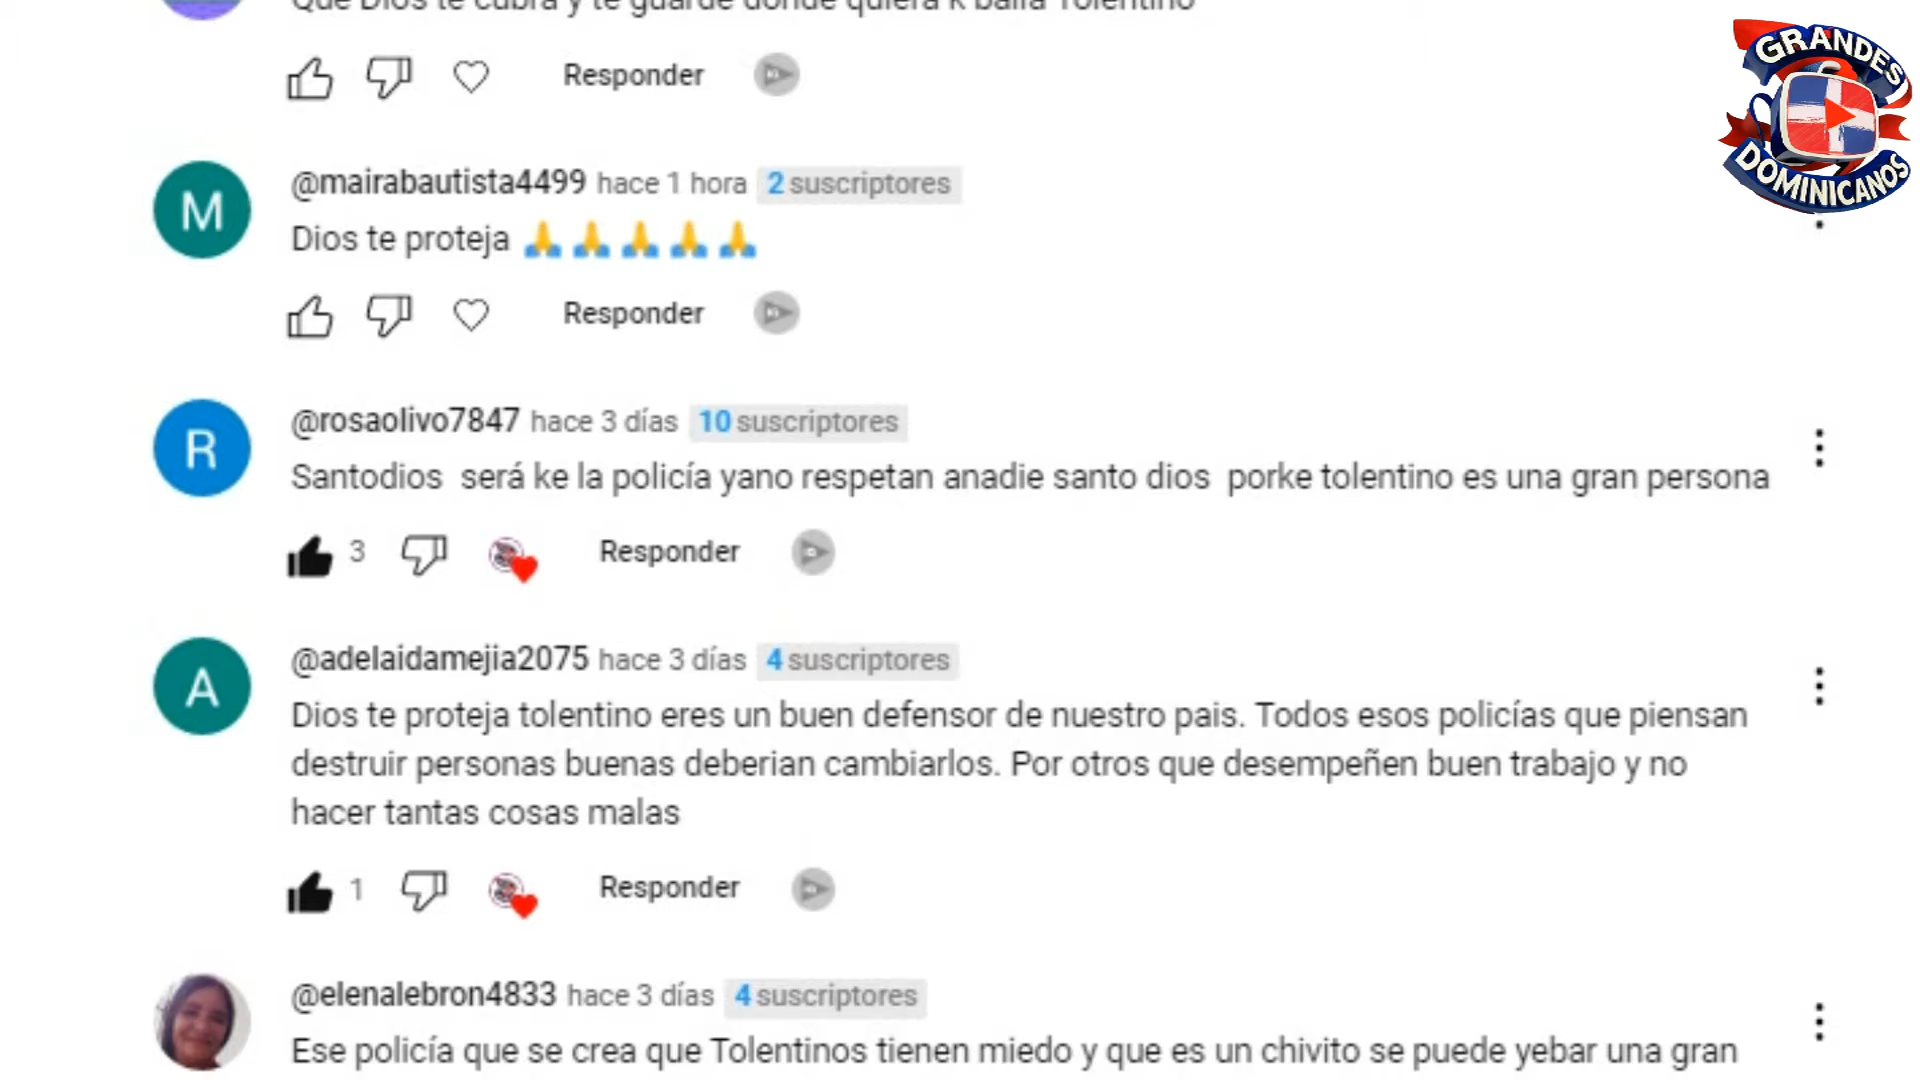 Que Dios te cubra y te guarde donde quiera k balla Tolentino
Responder
GRANDES
DOMINICANOS
M
@mairabautista4499 hace 1 hora 2 suscriptores
Dios te proteja 🙏🙏🙏🙏🙏
Responder
R
@rosaolivo7847 hace 3 días 10 suscriptores
Santodios será ke la policía yano respetan anadie santo dios porke tolentino es una gran persona
3 Responder
A
@adelaidamejia2075 hace 3 días 4 suscriptores
Dios te proteja tolentino eres un buen defensor de nuestro pais. Todos esos policías que piensan
destruir personas buenas deberian cambiarlos. Por otros que desempeñen buen trabajo y no
hacer tantas cosas malas
1 Responder
@elenalebron4833 hace 3 días 4 suscriptores
Ese policía que se crea que Tolentinos tienen miedo y que es un chivito se puede yebar una gran